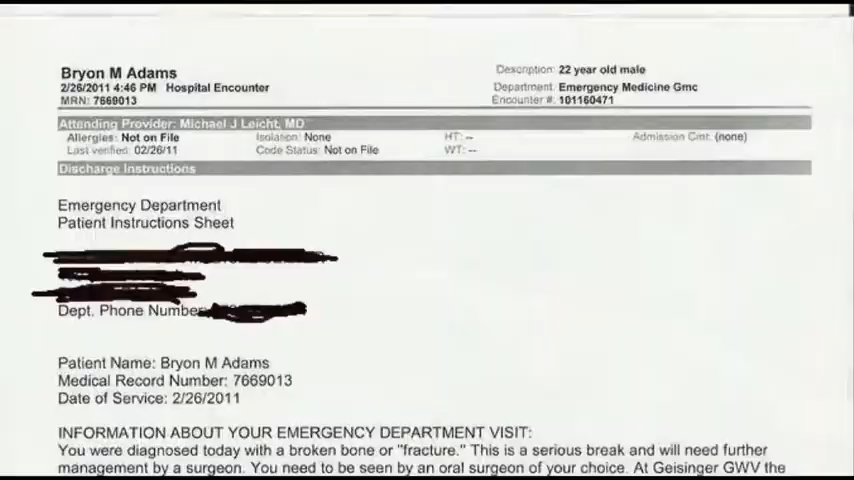 Bryon M Adams
2/26/2011 4:46 PM Hospital Encounter
MRN: 7669013
Description: 22 year old male
Department: Emergency Medicine Gmc
Encounter #: 101160471
Attending Provider: Michael J Leicht, MD
Allergies: Not on File Isolation: None HT: -- Admission Cmt: (none)
Last verified: 02/26/11 Code Status: Not on File WT: --
Discharge Instructions
Emergency Department
Patient Instructions Sheet
Dept. Phone Number
Patient Name: Bryon M Adams
Medical Record Number: 7669013
Date of Service: 2/26/2011
INFORMATION ABOUT YOUR EMERGENCY DEPARTMENT VISIT:
You were diagnosed today with a broken bone or "fracture." This is a serious break and will need further
management by a surgeon. You need to be seen by an oral surgeon of your choice. At Geisinger GWV the